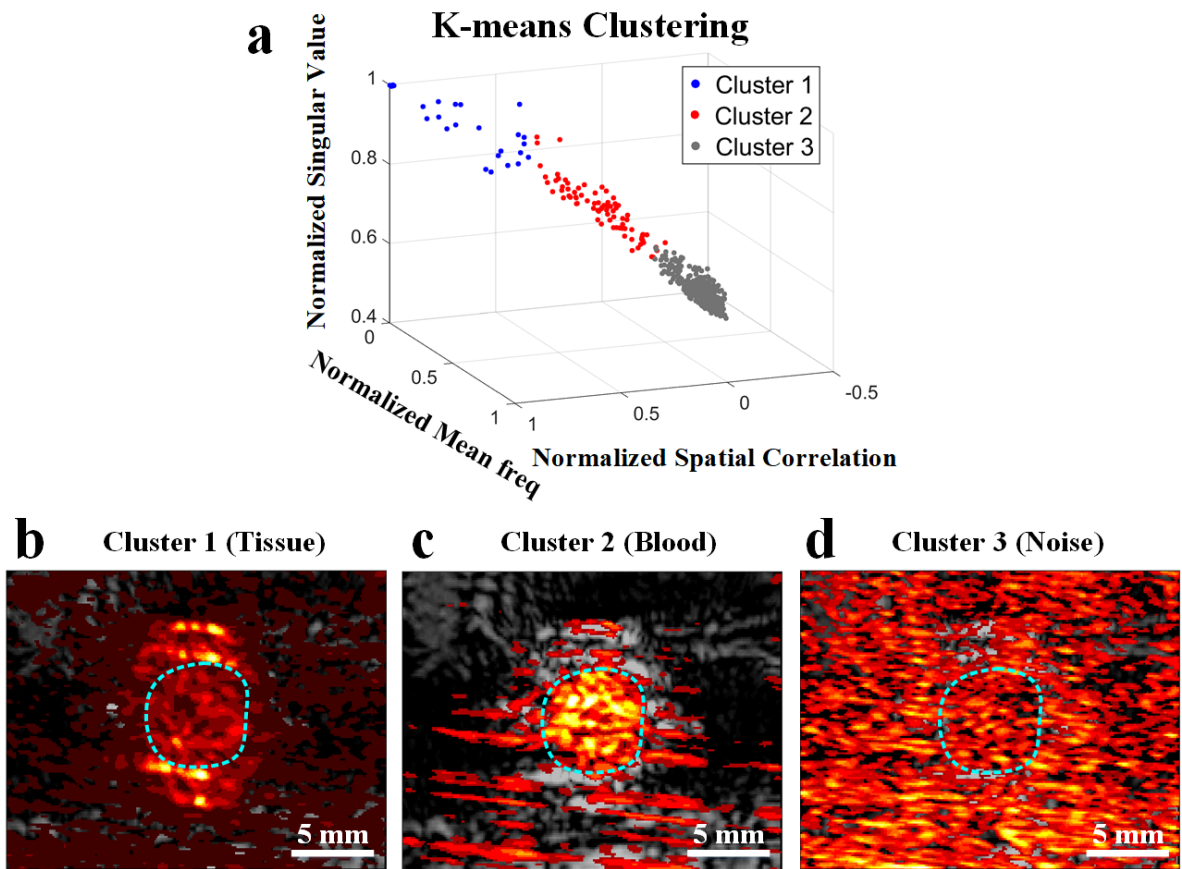 a
K-means Clustering
Normalized Singular Value
1
0.8
0.6
0.4
Cluster 1
Cluster 2
Cluster 3
0
0.5
1
Normalized Mean freq
1
0.5
0
-0.5
Normalized Spatial Correlation
b
Cluster 1 (Tissue)
c
Cluster 2 (Blood)
d
Cluster 3 (Noise)
5 mm
5 mm
5 mm